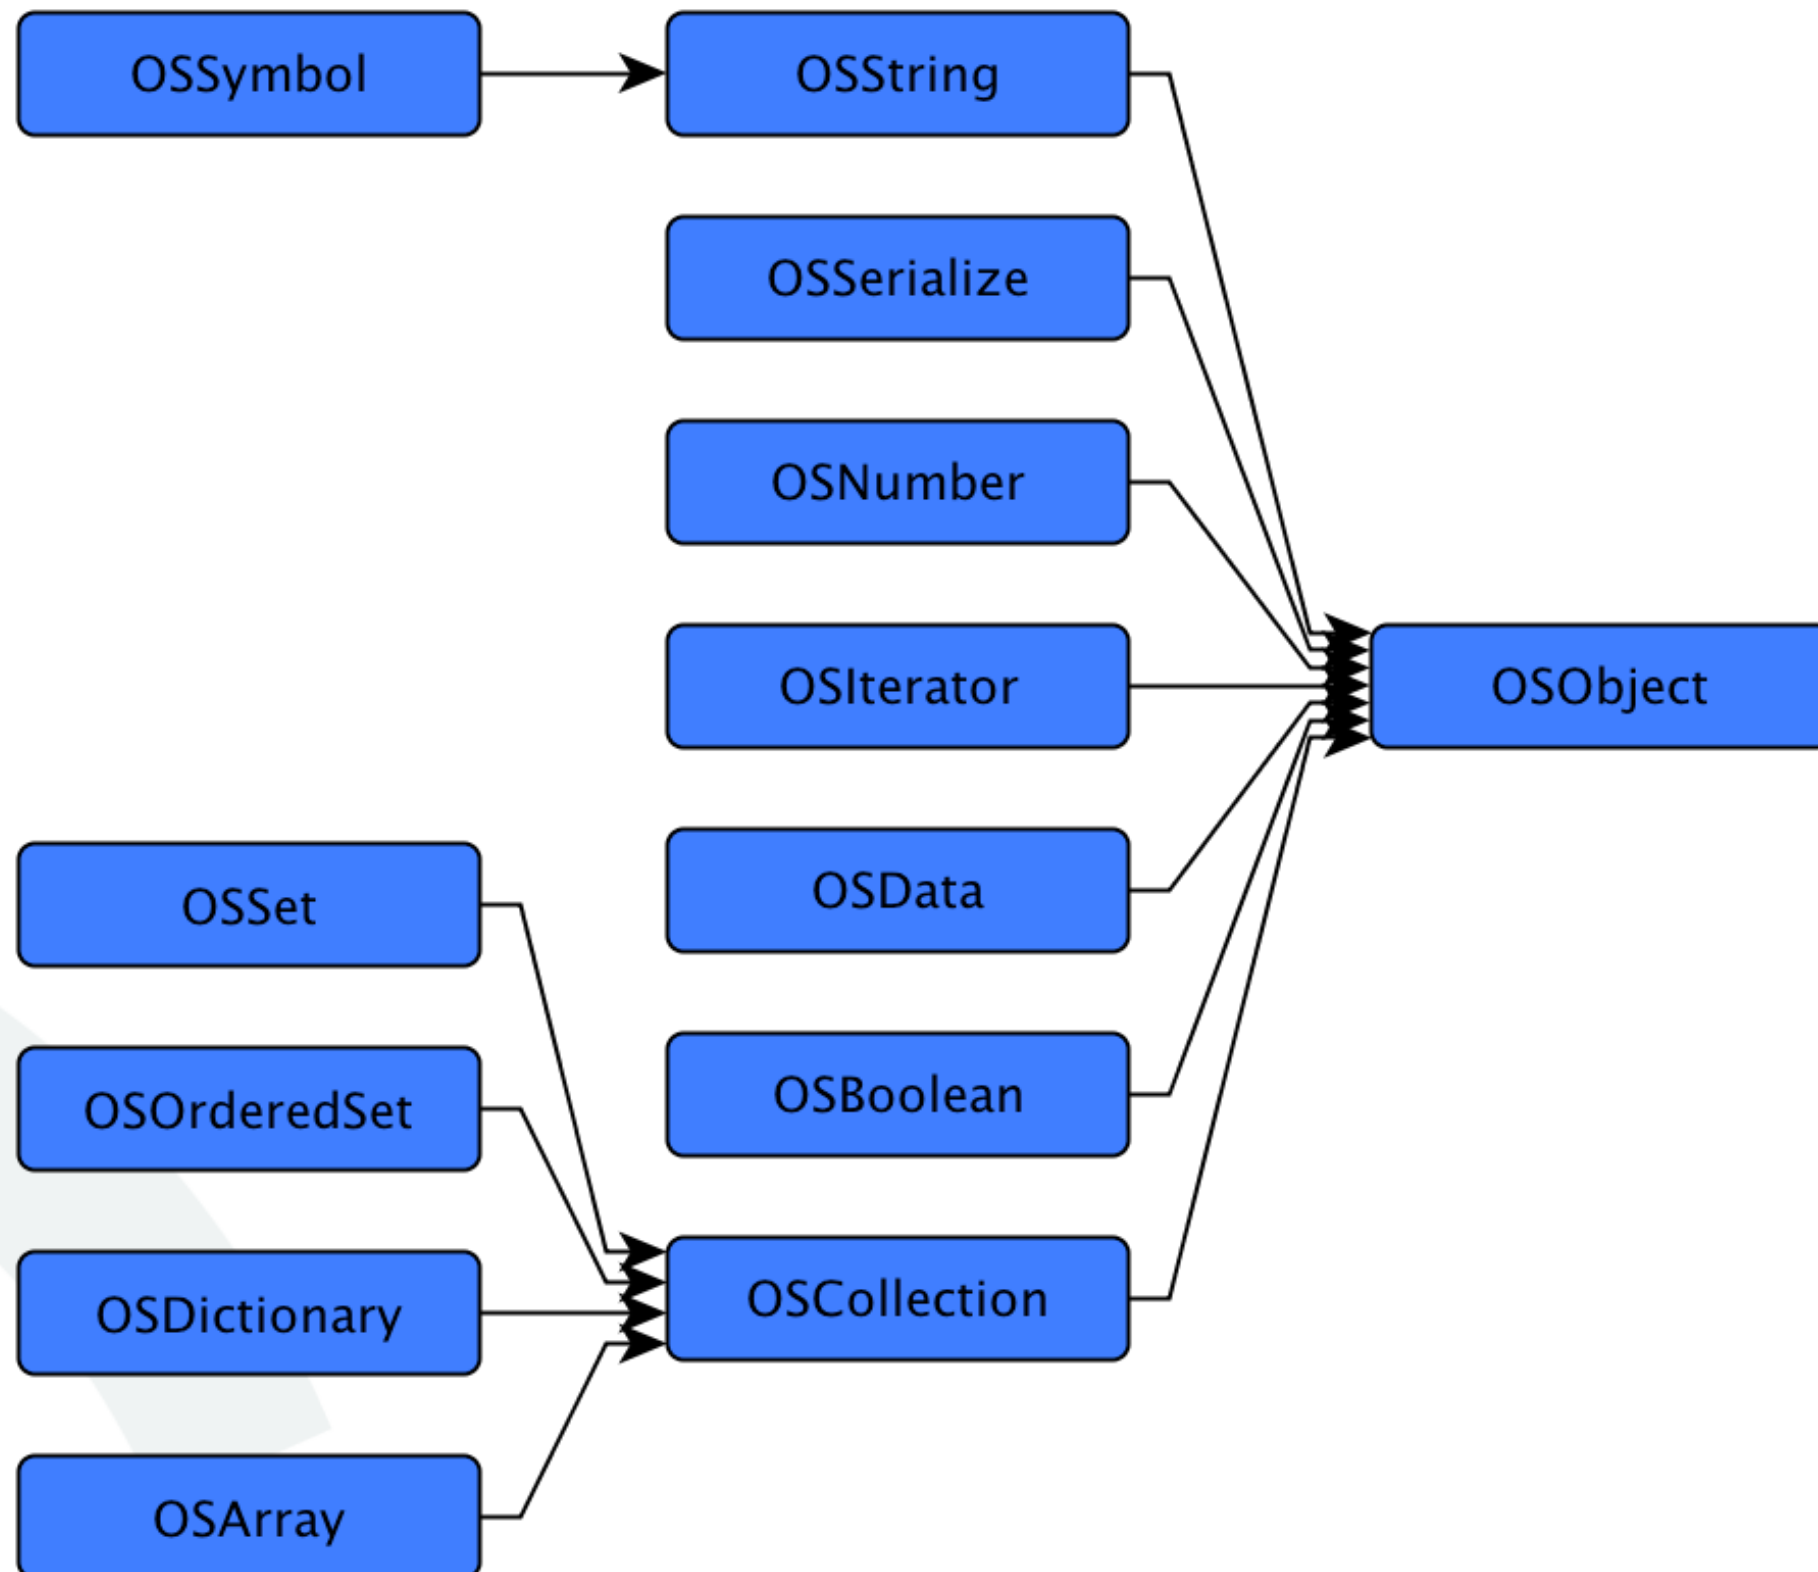 OSSymbol
OSString
OSSerialize
OSNumber
OSIterator
OSObject
OSData
OSSet
OSBoolean
OSOrderedSet
OSCollection
OSDictionary
OSArray